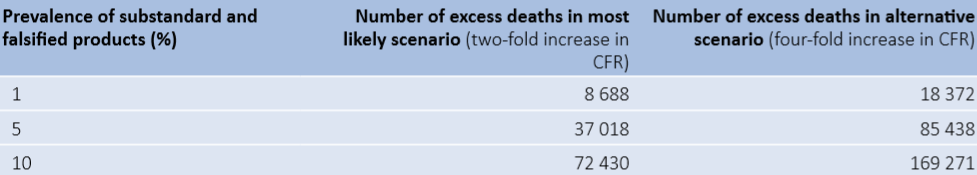 Prevalence of substandard and falsified products (%)
Number of excess deaths in most likely scenario (two-fold increase in CFR)
Number of excess deaths in alternative scenario (four-fold increase in CFR)
1 8 688 18 372
5 37 018 85 438
10 72 430 169 271